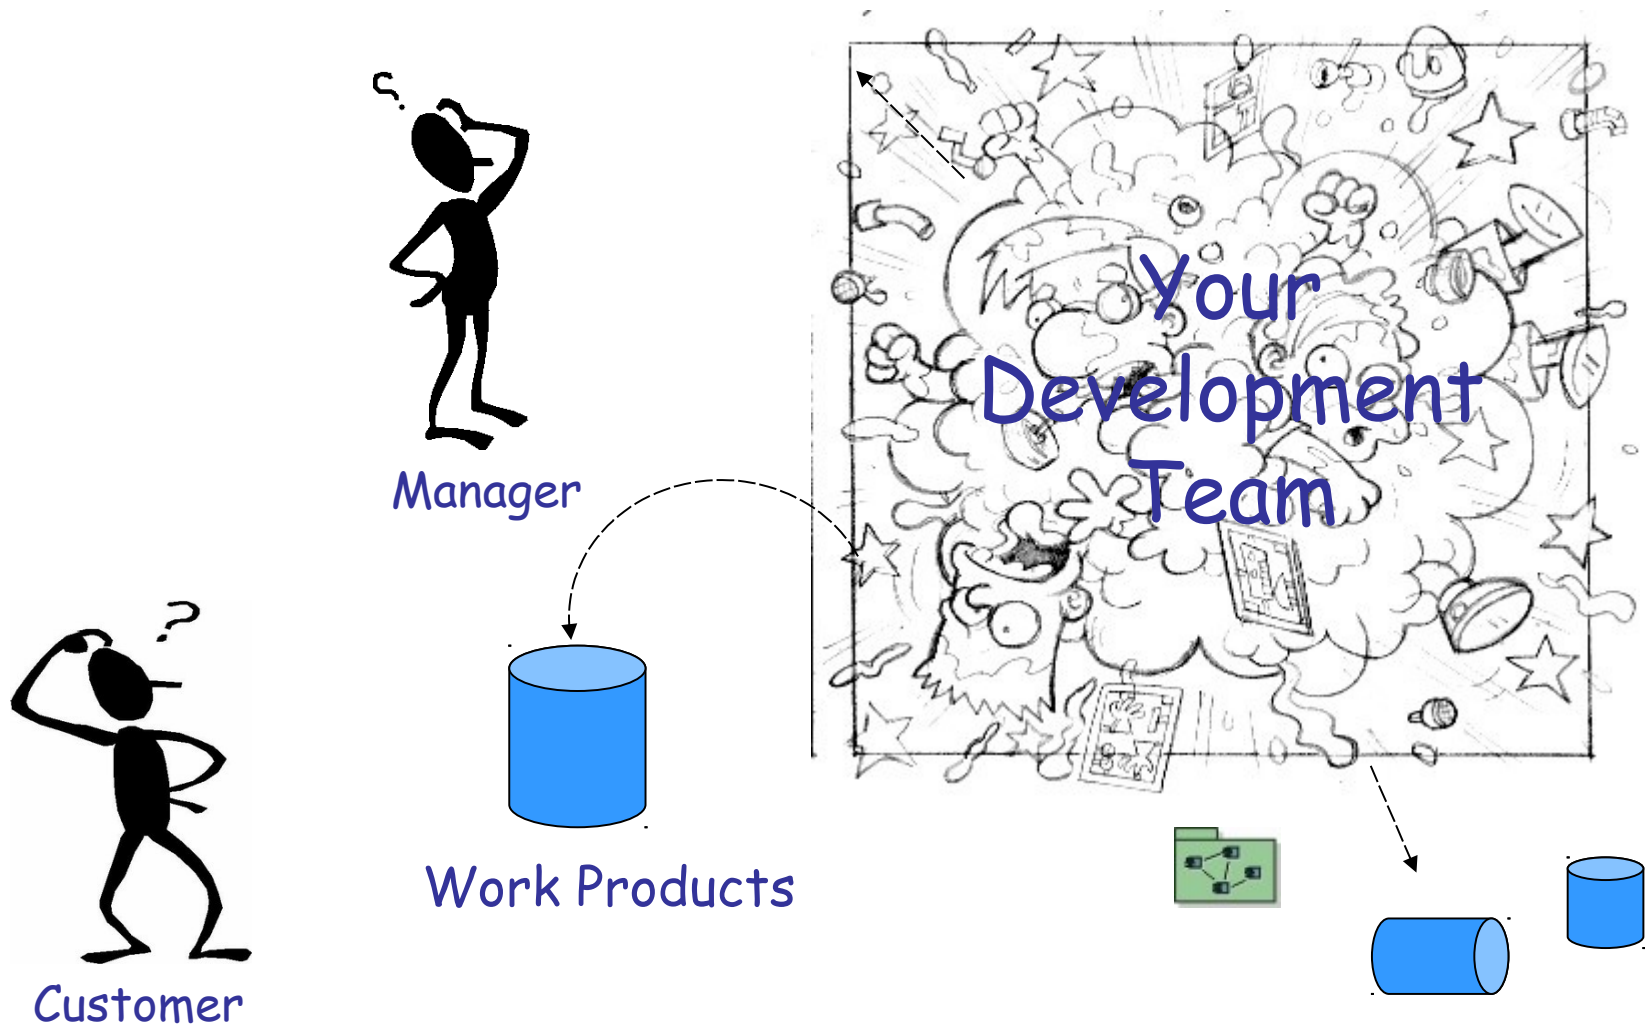 ?
Your
Development
Team
Manager
?
Work Products
Customer